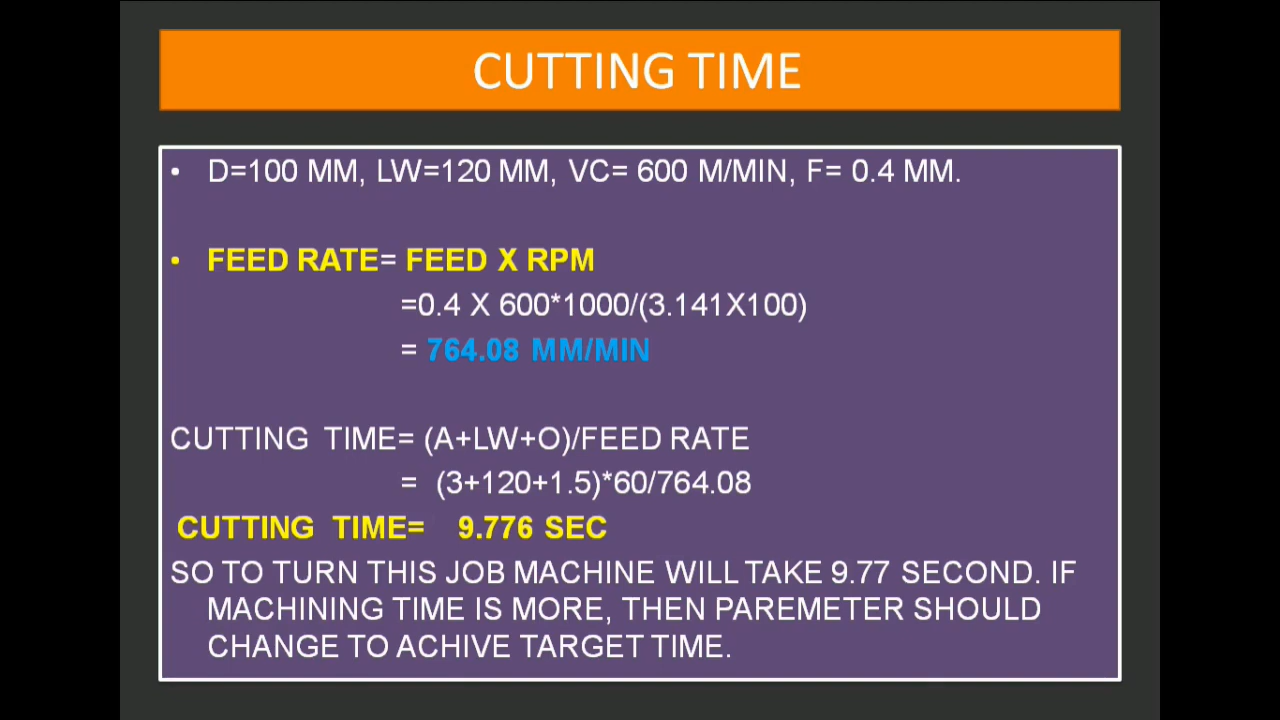 CUTTING TIME
• D=100 MM, LW=120 MM, VC= 600 M/MIN, F= 0.4 MM.
• FEED RATE= FEED X RPM
=0.4 X 600*1000/(3.141X100)
= 764.08 MM/MIN
CUTTING TIME= (A+LW+O)/FEED RATE
= (3+120+1.5)*60/764.08
CUTTING TIME= 9.776 SEC
SO TO TURN THIS JOB MACHINE WILL TAKE 9.77 SECOND. IF
MACHINING TIME IS MORE, THEN PAREMETER SHOULD
CHANGE TO ACHIVE TARGET TIME.